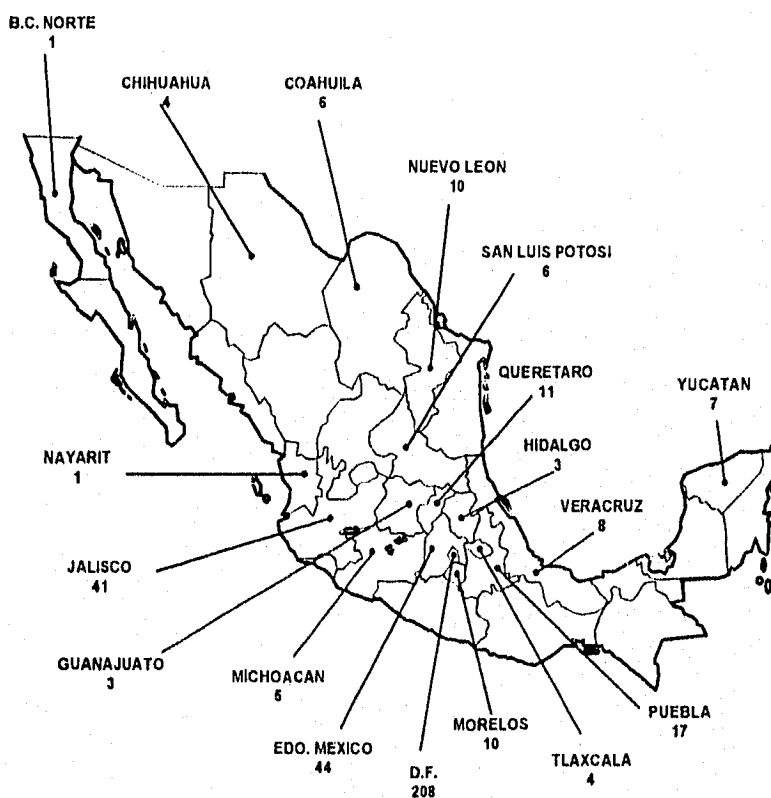 B.C. NORTE
1
CHIHUAHUA
4
COAHUILA
6
NUEVO LEON
10
SAN LUIS POTOSI
6
QUERETARO
11
YUCATAN
7
HIDALGO
3
NAYARIT
1
VERACRUZ
8
JALISCO
41
GUANAJUATO
3
MICHOACAN
5
EDO. MEXICO
44
D.F.
208
MORELOS
10
TLAXCALA
4
PUEBLA
17